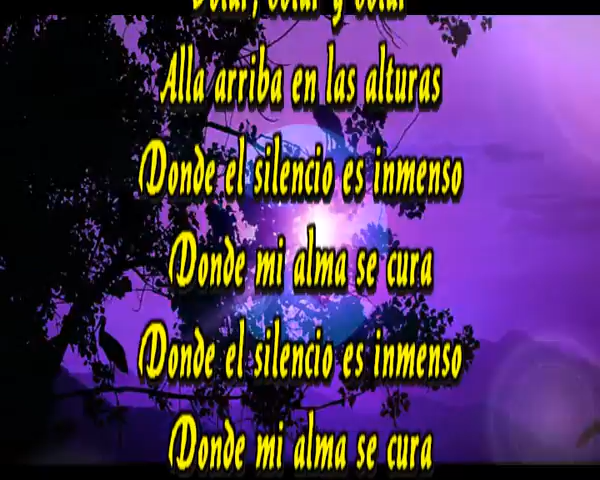 Volar, volar y volar
Alla arriba en las alturas
Donde el silencio es inmenso
Donde mi alma se cura
Donde el silencio es inmenso
Donde mi alma se cura